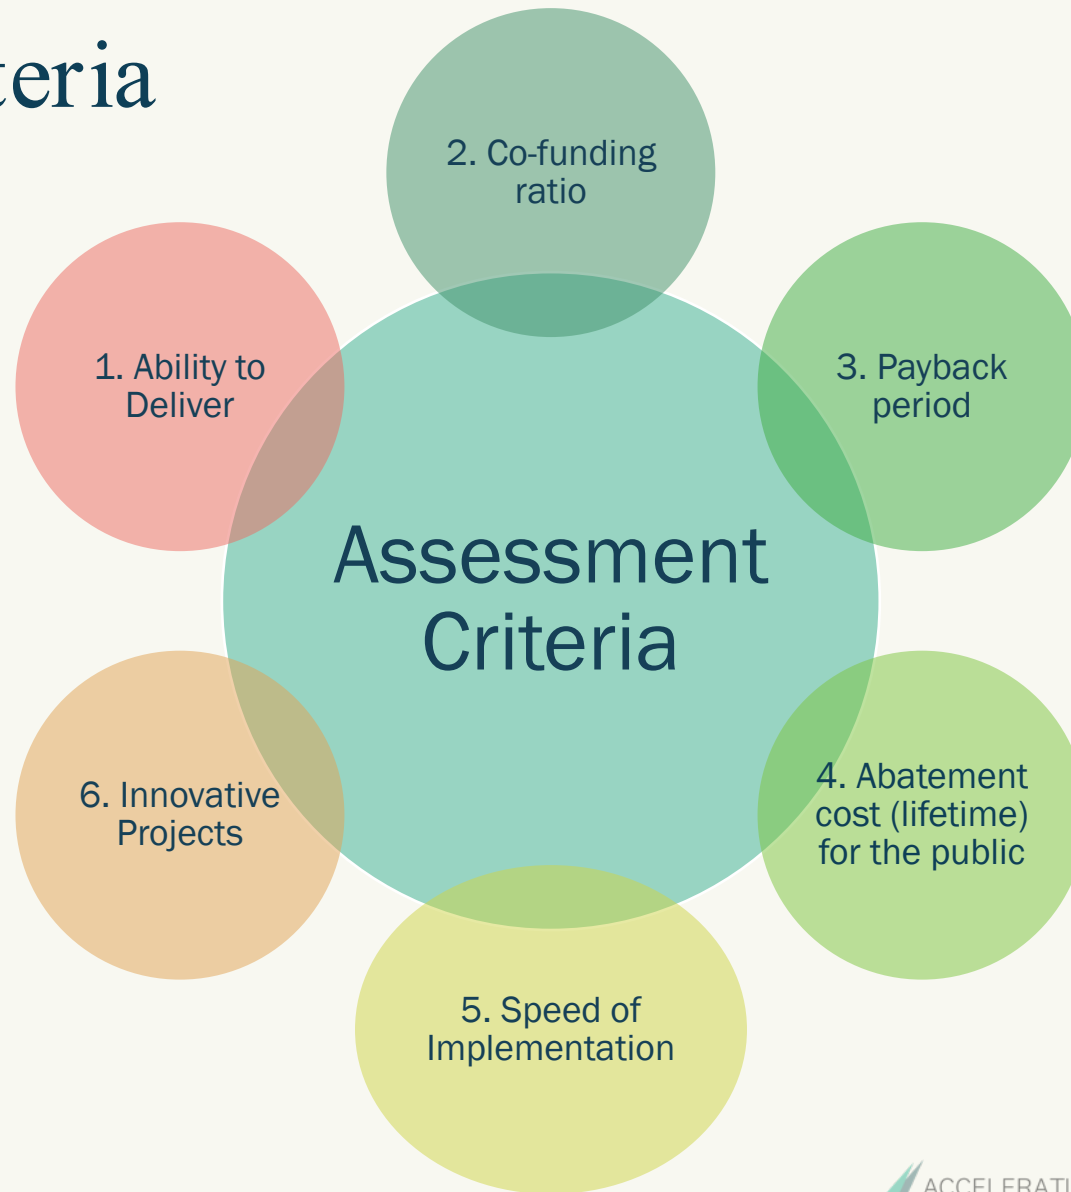 teria
2. Co-funding
ratio
1. Ability to
Deliver
3. Payback
period
Assessment
Criteria
6. Innovative
Projects
4. Abatement
cost (lifetime)
for the public
5. Speed of
Implementation
ACCELERATI